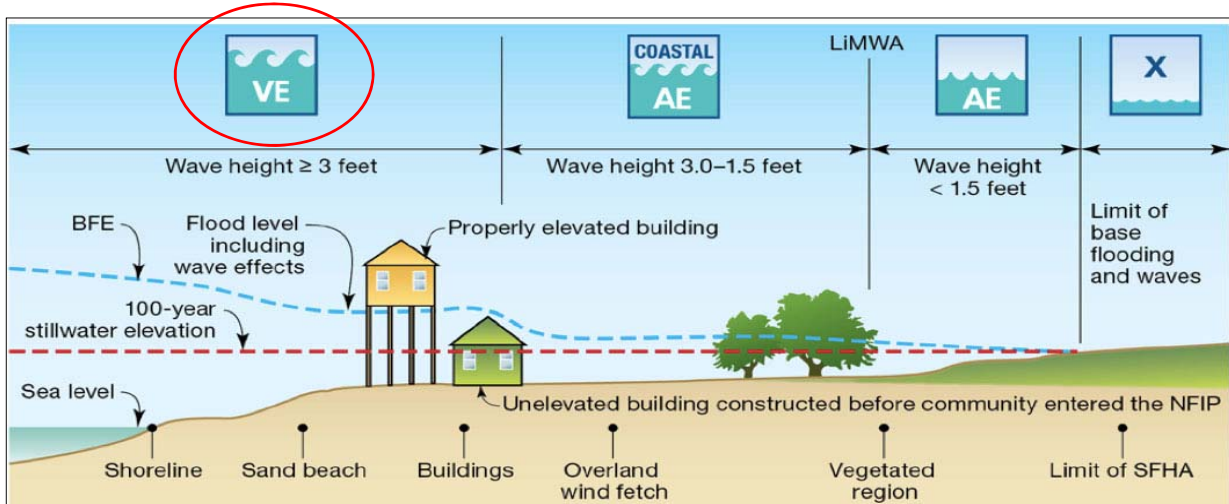 VE
COASTAL
AE
LiMWA
AE
X
Wave height ≥ 3 feet
Wave height 3.0–1.5 feet
Wave height
< 1.5 feet
BFE
Flood level
including
wave effects
Properly elevated building
Limit of
base
flooding
and waves
100-year
stillwater elevation
Sea level
Unelevated building constructed before community entered the NFIP
Shoreline
Sand beach
Buildings
Overland
wind fetch
Vegetated
region
Limit of SFHA